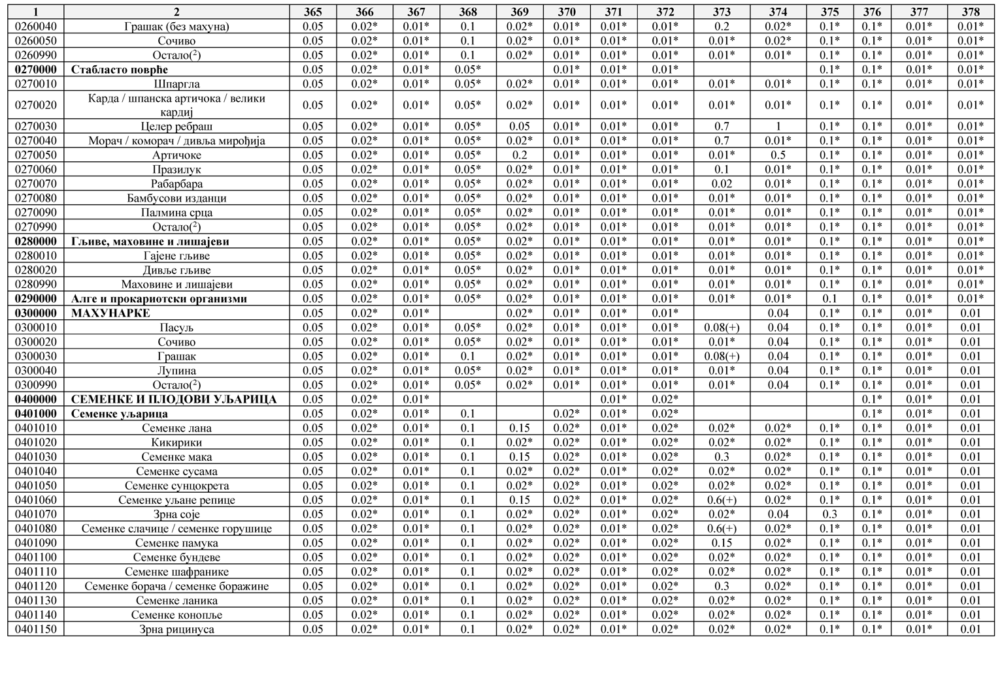 1 2 365 366 367 368 369 370 371 372 373 374 375 376 377 378
0260040 Грашак (без махуна) 0.05 0.02* 0.01* 0.1 0.02* 0.01* 0.01* 0.01* 0.2 0.02* 0.1* 0.1* 0.01* 0.01*
0260050 Сочиво 0.05 0.02* 0.01* 0.1 0.02* 0.01* 0.01* 0.01* 0.01* 0.02* 0.1* 0.1* 0.01* 0.01*
0260990 Остало(2) 0.05 0.02* 0.01* 0.1 0.02* 0.01* 0.01* 0.01* 0.01* 0.01* 0.1* 0.1* 0.01* 0.01*
0270000 Стабласто поврће 0.05 0.02* 0.01* 0.05* 0.01* 0.01* 0.01* 0.1* 0.1* 0.01* 0.01*
0270010 Шпаргла 0.05 0.02* 0.01* 0.05* 0.02* 0.01* 0.01* 0.01* 0.01* 0.01* 0.1* 0.1* 0.01* 0.01*
0270020 Карда / шпанска артичока / велики
кардиј 0.05 0.02* 0.01* 0.05* 0.02* 0.01* 0.01* 0.01* 0.01* 0.01* 0.1* 0.1* 0.01* 0.01*
0270030 Целер ребраш 0.05 0.02* 0.01* 0.05* 0.05 0.01* 0.01* 0.01* 0.7 1 0.1* 0.1* 0.01* 0.01*
0270040 Морач / коморач / дивља мирођија 0.05 0.02* 0.01* 0.05* 0.02* 0.01* 0.01* 0.01* 0.7 0.01* 0.1* 0.1* 0.01* 0.01*
0270050 Артичоке 0.05 0.02* 0.01* 0.05* 0.2 0.01* 0.01* 0.01* 0.01* 0.5 0.1* 0.1* 0.01* 0.01*
0270060 Празилук 0.05 0.02* 0.01* 0.05* 0.02* 0.01* 0.01* 0.01* 0.1 0.01* 0.1* 0.1* 0.01* 0.01*
0270070 Рабарбара 0.05 0.02* 0.01* 0.05* 0.02* 0.01* 0.01* 0.01* 0.02 0.01* 0.1* 0.1* 0.01* 0.01*
0270080 Бамбусови изданци 0.05 0.02* 0.01* 0.05* 0.02* 0.01* 0.01* 0.01* 0.01* 0.01* 0.1* 0.1* 0.01* 0.01*
0270090 Палмина срца 0.05 0.02* 0.01* 0.05* 0.02* 0.01* 0.01* 0.01* 0.01* 0.01* 0.1* 0.1* 0.01* 0.01*
0270990 Остало(2) 0.05 0.02* 0.01* 0.05* 0.02* 0.01* 0.01* 0.01* 0.01* 0.01* 0.1* 0.1* 0.01* 0.01*
0280000 Гљиве, маховине и лишајеви 0.05 0.02* 0.01* 0.05* 0.02* 0.01* 0.01* 0.01* 0.01* 0.01* 0.1* 0.1* 0.01* 0.01*
0280010 Гајене гљиве 0.05 0.02* 0.01* 0.05* 0.02* 0.01* 0.01* 0.01* 0.01* 0.01* 0.1* 0.1* 0.01* 0.01*
0280020 Дивље гљиве 0.05 0.02* 0.01* 0.05* 0.02* 0.01* 0.01* 0.01* 0.01* 0.01* 0.1* 0.1* 0.01* 0.01*
0280990 Маховине и лишајеви 0.05 0.02* 0.01* 0.05* 0.02* 0.01* 0.01* 0.01* 0.01* 0.01* 0.1* 0.1* 0.01* 0.01*
0290000 Алге и прокариотски организми 0.05 0.02* 0.01* 0.05* 0.02* 0.01* 0.01* 0.01* 0.01* 0.01* 0.1 0.1* 0.01* 0.01*
0300000 МАХУНАРКЕ 0.05 0.02* 0.01* 0.02* 0.01* 0.01* 0.01* 0.04 0.1* 0.1* 0.01* 0.01
0300010 Пасуљ 0.05 0.02* 0.01* 0.05* 0.02* 0.01* 0.01* 0.01* 0.08(+) 0.04 0.1* 0.1* 0.01* 0.01
0300020 Сочиво 0.05 0.02* 0.01* 0.05* 0.02* 0.01* 0.01* 0.01* 0.01* 0.04 0.1* 0.1* 0.01* 0.01
0300030 Грашак 0.05 0.02* 0.01* 0.1 0.02* 0.01* 0.01* 0.01* 0.08(+) 0.04 0.1* 0.1* 0.01* 0.01
0300040 Лупина 0.05 0.02* 0.01* 0.05* 0.02* 0.01* 0.01* 0.01* 0.01* 0.04 0.1* 0.1* 0.01* 0.01
0300990 Остало(2) 0.05 0.02* 0.01* 0.05* 0.02* 0.01* 0.01* 0.01* 0.01* 0.04 0.1* 0.1* 0.01* 0.01
0400000 СЕМЕНКЕ И ПЛОДОВИ УЉАРИЦА 0.05 0.02* 0.01* 0.01* 0.02* 0.1* 0.01* 0.01
0401000 Семенке уљарица 0.05 0.02* 0.01* 0.1 0.02* 0.01* 0.02* 0.1* 0.01* 0.01
0401010 Семенке лана 0.05 0.02* 0.01* 0.1 0.15 0.02* 0.01* 0.02* 0.02* 0.02* 0.1* 0.1* 0.01* 0.01
0401020 Кикирики 0.05 0.02* 0.01* 0.1 0.02* 0.02* 0.01* 0.02* 0.02* 0.02* 0.1* 0.1* 0.01* 0.01
0401030 Семенке мака 0.05 0.02* 0.01* 0.1 0.15 0.02* 0.01* 0.02* 0.3 0.02* 0.1* 0.1* 0.01* 0.01
0401040 Семенке сусама 0.05 0.02* 0.01* 0.1 0.02* 0.02* 0.01* 0.02* 0.02* 0.02* 0.1* 0.1* 0.01* 0.01
0401050 Семенке сунцокрета 0.05 0.02* 0.01* 0.1 0.02* 0.02* 0.01* 0.02* 0.02* 0.02* 0.1* 0.1* 0.01* 0.01
0401060 Семенке уљане репице 0.05 0.02* 0.01* 0.1 0.15 0.02* 0.01* 0.02* 0.6(+) 0.02* 0.1* 0.1* 0.01* 0.01
0401070 Зрна соје 0.05 0.02* 0.01* 0.1 0.02* 0.02* 0.01* 0.02* 0.02* 0.04 0.3 0.1* 0.01* 0.01
0401080 Семенке слачице / семенке горушице 0.05 0.02* 0.01* 0.1 0.02* 0.02* 0.01* 0.02* 0.6(+) 0.02* 0.1* 0.1* 0.01* 0.01
0401090 Семенке памука 0.05 0.02* 0.01* 0.1 0.02* 0.02* 0.01* 0.02* 0.15 0.02* 0.1* 0.1* 0.01* 0.01
0401100 Семенке бундеве 0.05 0.02* 0.01* 0.1 0.02* 0.02* 0.01* 0.02* 0.02* 0.02* 0.1* 0.1* 0.01* 0.01
0401110 Семенке шафранике 0.05 0.02* 0.01* 0.1 0.02* 0.02* 0.01* 0.02* 0.02* 0.02* 0.1* 0.1* 0.01* 0.01
0401120 Семенке борача / семенке боражине 0.05 0.02* 0.01* 0.1 0.02* 0.02* 0.01* 0.02* 0.3 0.02* 0.1* 0.1* 0.01* 0.01
0401130 Семенке ланика 0.05 0.02* 0.01* 0.1 0.02* 0.02* 0.01* 0.02* 0.02* 0.02* 0.1* 0.1* 0.01* 0.01
0401140 Семенке конопље 0.05 0.02* 0.01* 0.1 0.02* 0.02* 0.01* 0.02* 0.02* 0.02* 0.1* 0.1* 0.01* 0.01
0401150 Зрна рицинуса 0.05 0.02* 0.01* 0.1 0.02* 0.02* 0.01* 0.02* 0.02* 0.02* 0.1* 0.1* 0.01* 0.01